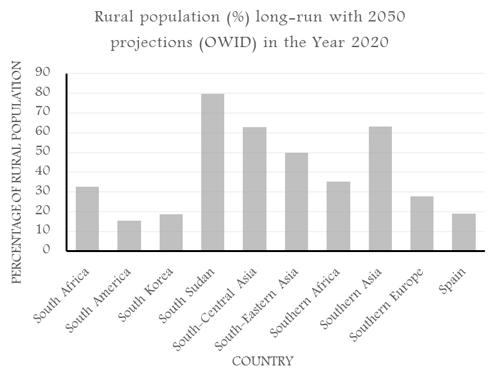 Rural population (%) long-run with 2050
projections (OWID) in the Year 2020
PERCENTAGE OF RURAL POPULATION
90
80
70
60
50
40
30
20
10
0
South Africa
South America
South Korea
South Sudan
South-Central Asia
South-Eastern Asia
Southern Africa
Southern Asia
Southern Europe
Spain
COUNTRY